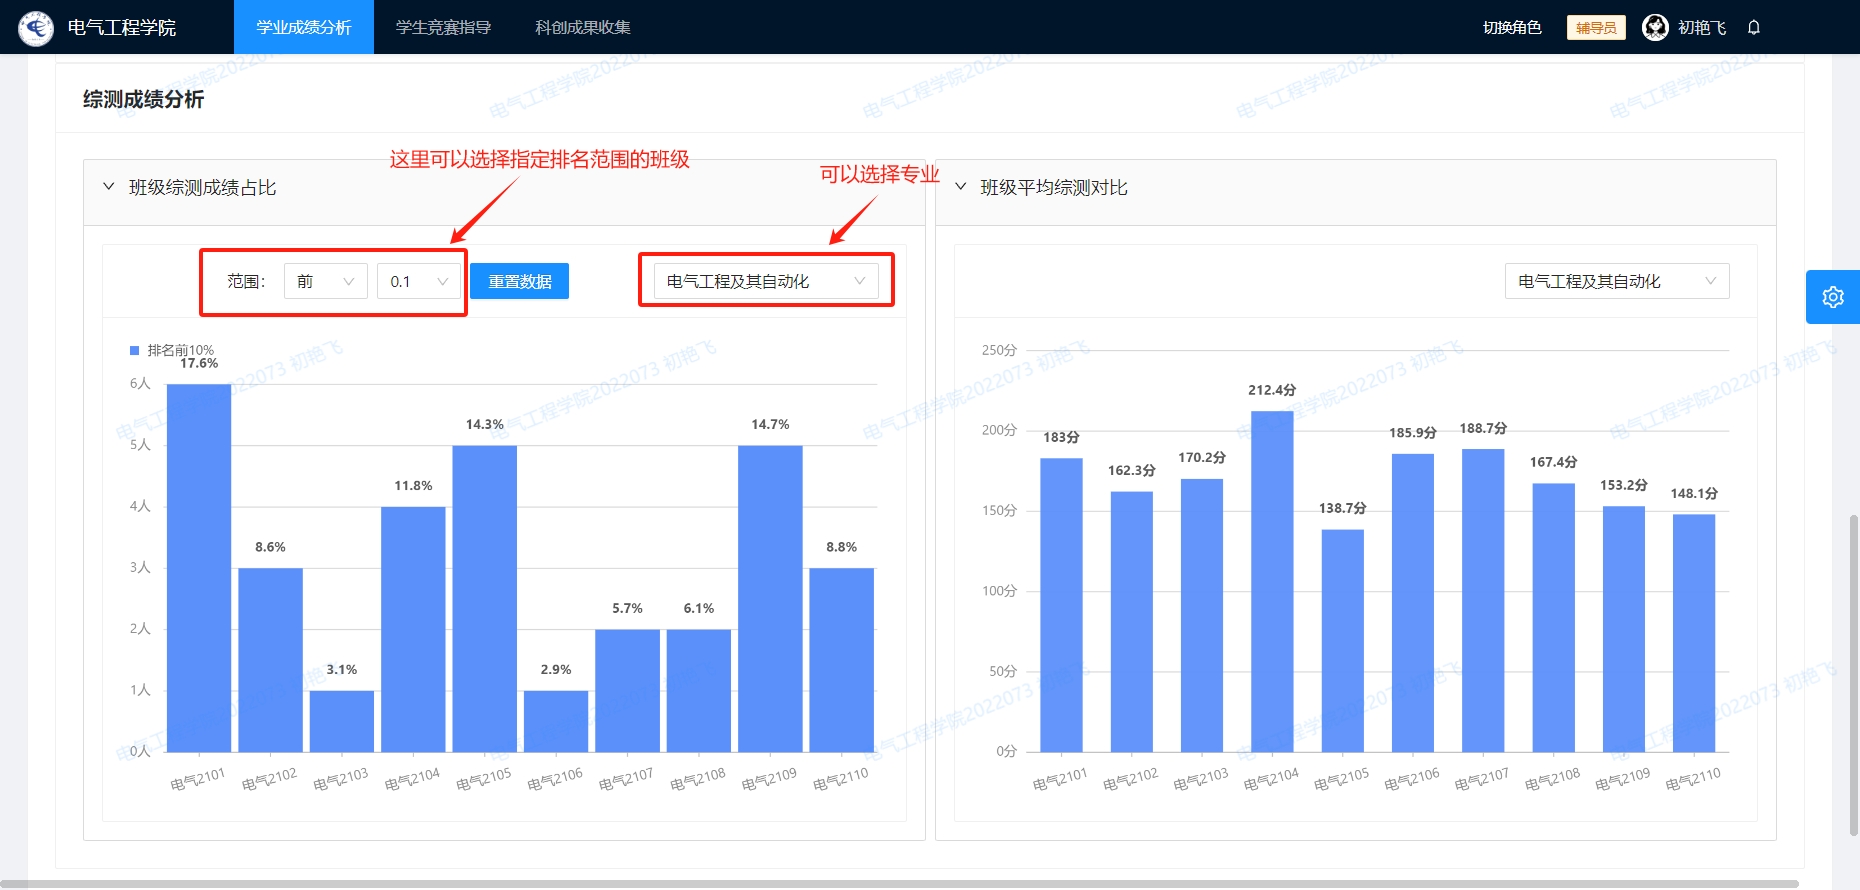 电气工程学院
学业成绩分析
学生竞赛指导
科创成果收集
切换角色
辅导员
初艳飞
综测成绩分析
这里可以选择指定排名范围的班级
可以选择专业
班级综测成绩占比
范围：
前
0.1
重置数据
电气工程及其自动化
排名前10%
17.6%
8.6%
3.1%
11.8%
14.3%
2.9%
5.7%
6.1%
14.7%
8.8%
6人
5人
4人
3人
2人
1人
0人
电气2101
电气2102
电气2103
电气2104
电气2105
电气2106
电气2107
电气2108
电气2109
电气2110
班级平均综测对比
电气工程及其自动化
250分
200分
150分
100分
50分
0分
183分
162.3分
170.2分
212.4分
138.7分
185.9分
188.7分
167.4分
153.2分
148.1分
电气2101
电气2102
电气2103
电气2104
电气2105
电气2106
电气2107
电气2108
电气2109
电气2110
电气工程学院2022073 初艳飞